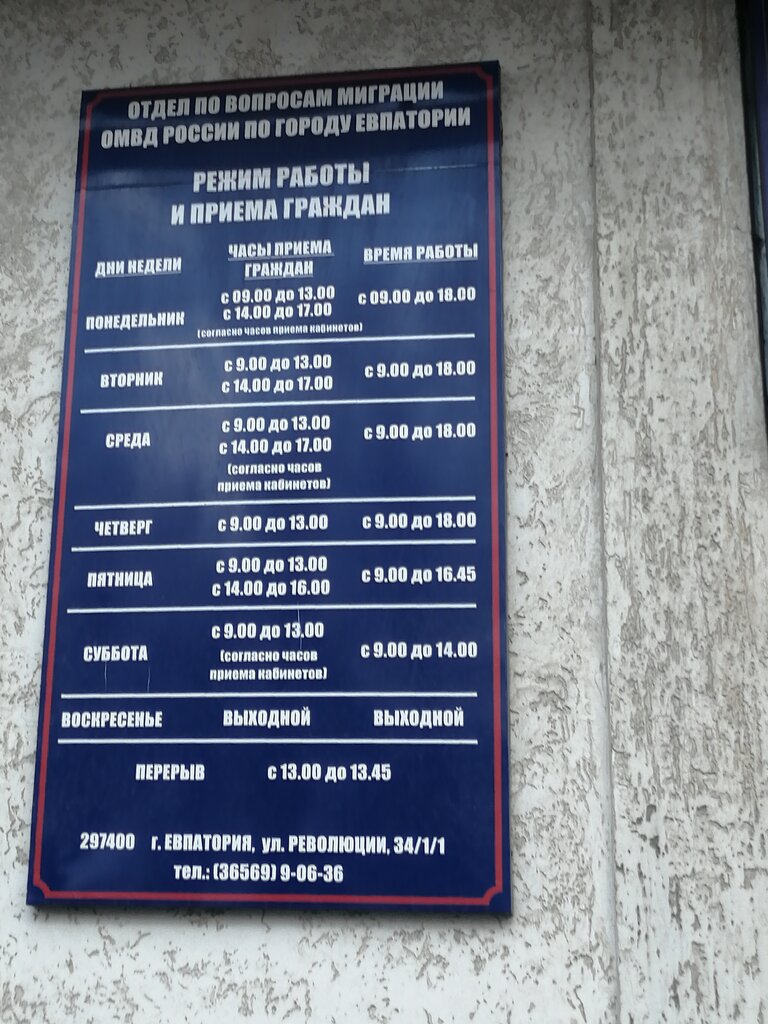 ОТДЕЛ ПО ВОПРОСАМ МИГРАЦИИ
ОМВД РОССИИ ПО ГОРОДУ ЕВПАТОРИИ
РЕЖИМ РАБОТЫ
И ПРИЕМА ГРАЖДАН
ДНИ НЕДЕЛИ ЧАСЫ ПРИЕМА ГРАЖДАН ВРЕМЯ РАБОТЫ
ПОНЕДЕЛЬНИК с 09.00 до 13.00 с 09.00 до 18.00
с 14.00 до 17.00
(согласно часов приема кабинетов)
ВТОРНИК с 9.00 до 13.00 с 9.00 до 18.00
с 14.00 до 17.00
СРЕДА с 9.00 до 13.00 с 9.00 до 18.00
с 14.00 до 17.00
(согласно часов
приема кабинетов)
ЧЕТВЕРГ с 9.00 до 13.00 с 9.00 до 18.00
ПЯТНИЦА с 9.00 до 13.00 с 9.00 до 16.45
с 14.00 до 16.00
СУББОТА с 9.00 до 13.00 с 9.00 до 14.00
(согласно часов
приема кабинетов)
ВОСКРЕСЕНЬЕ ВЫХОДНОЙ ВЫХОДНОЙ
ПЕРЕРЫВ с 13.00 до 13.45
297400 г. ЕВПАТОРИЯ, ул. РЕВОЛЮЦИИ, 34/1/1
тел.: (36569) 9-06-36